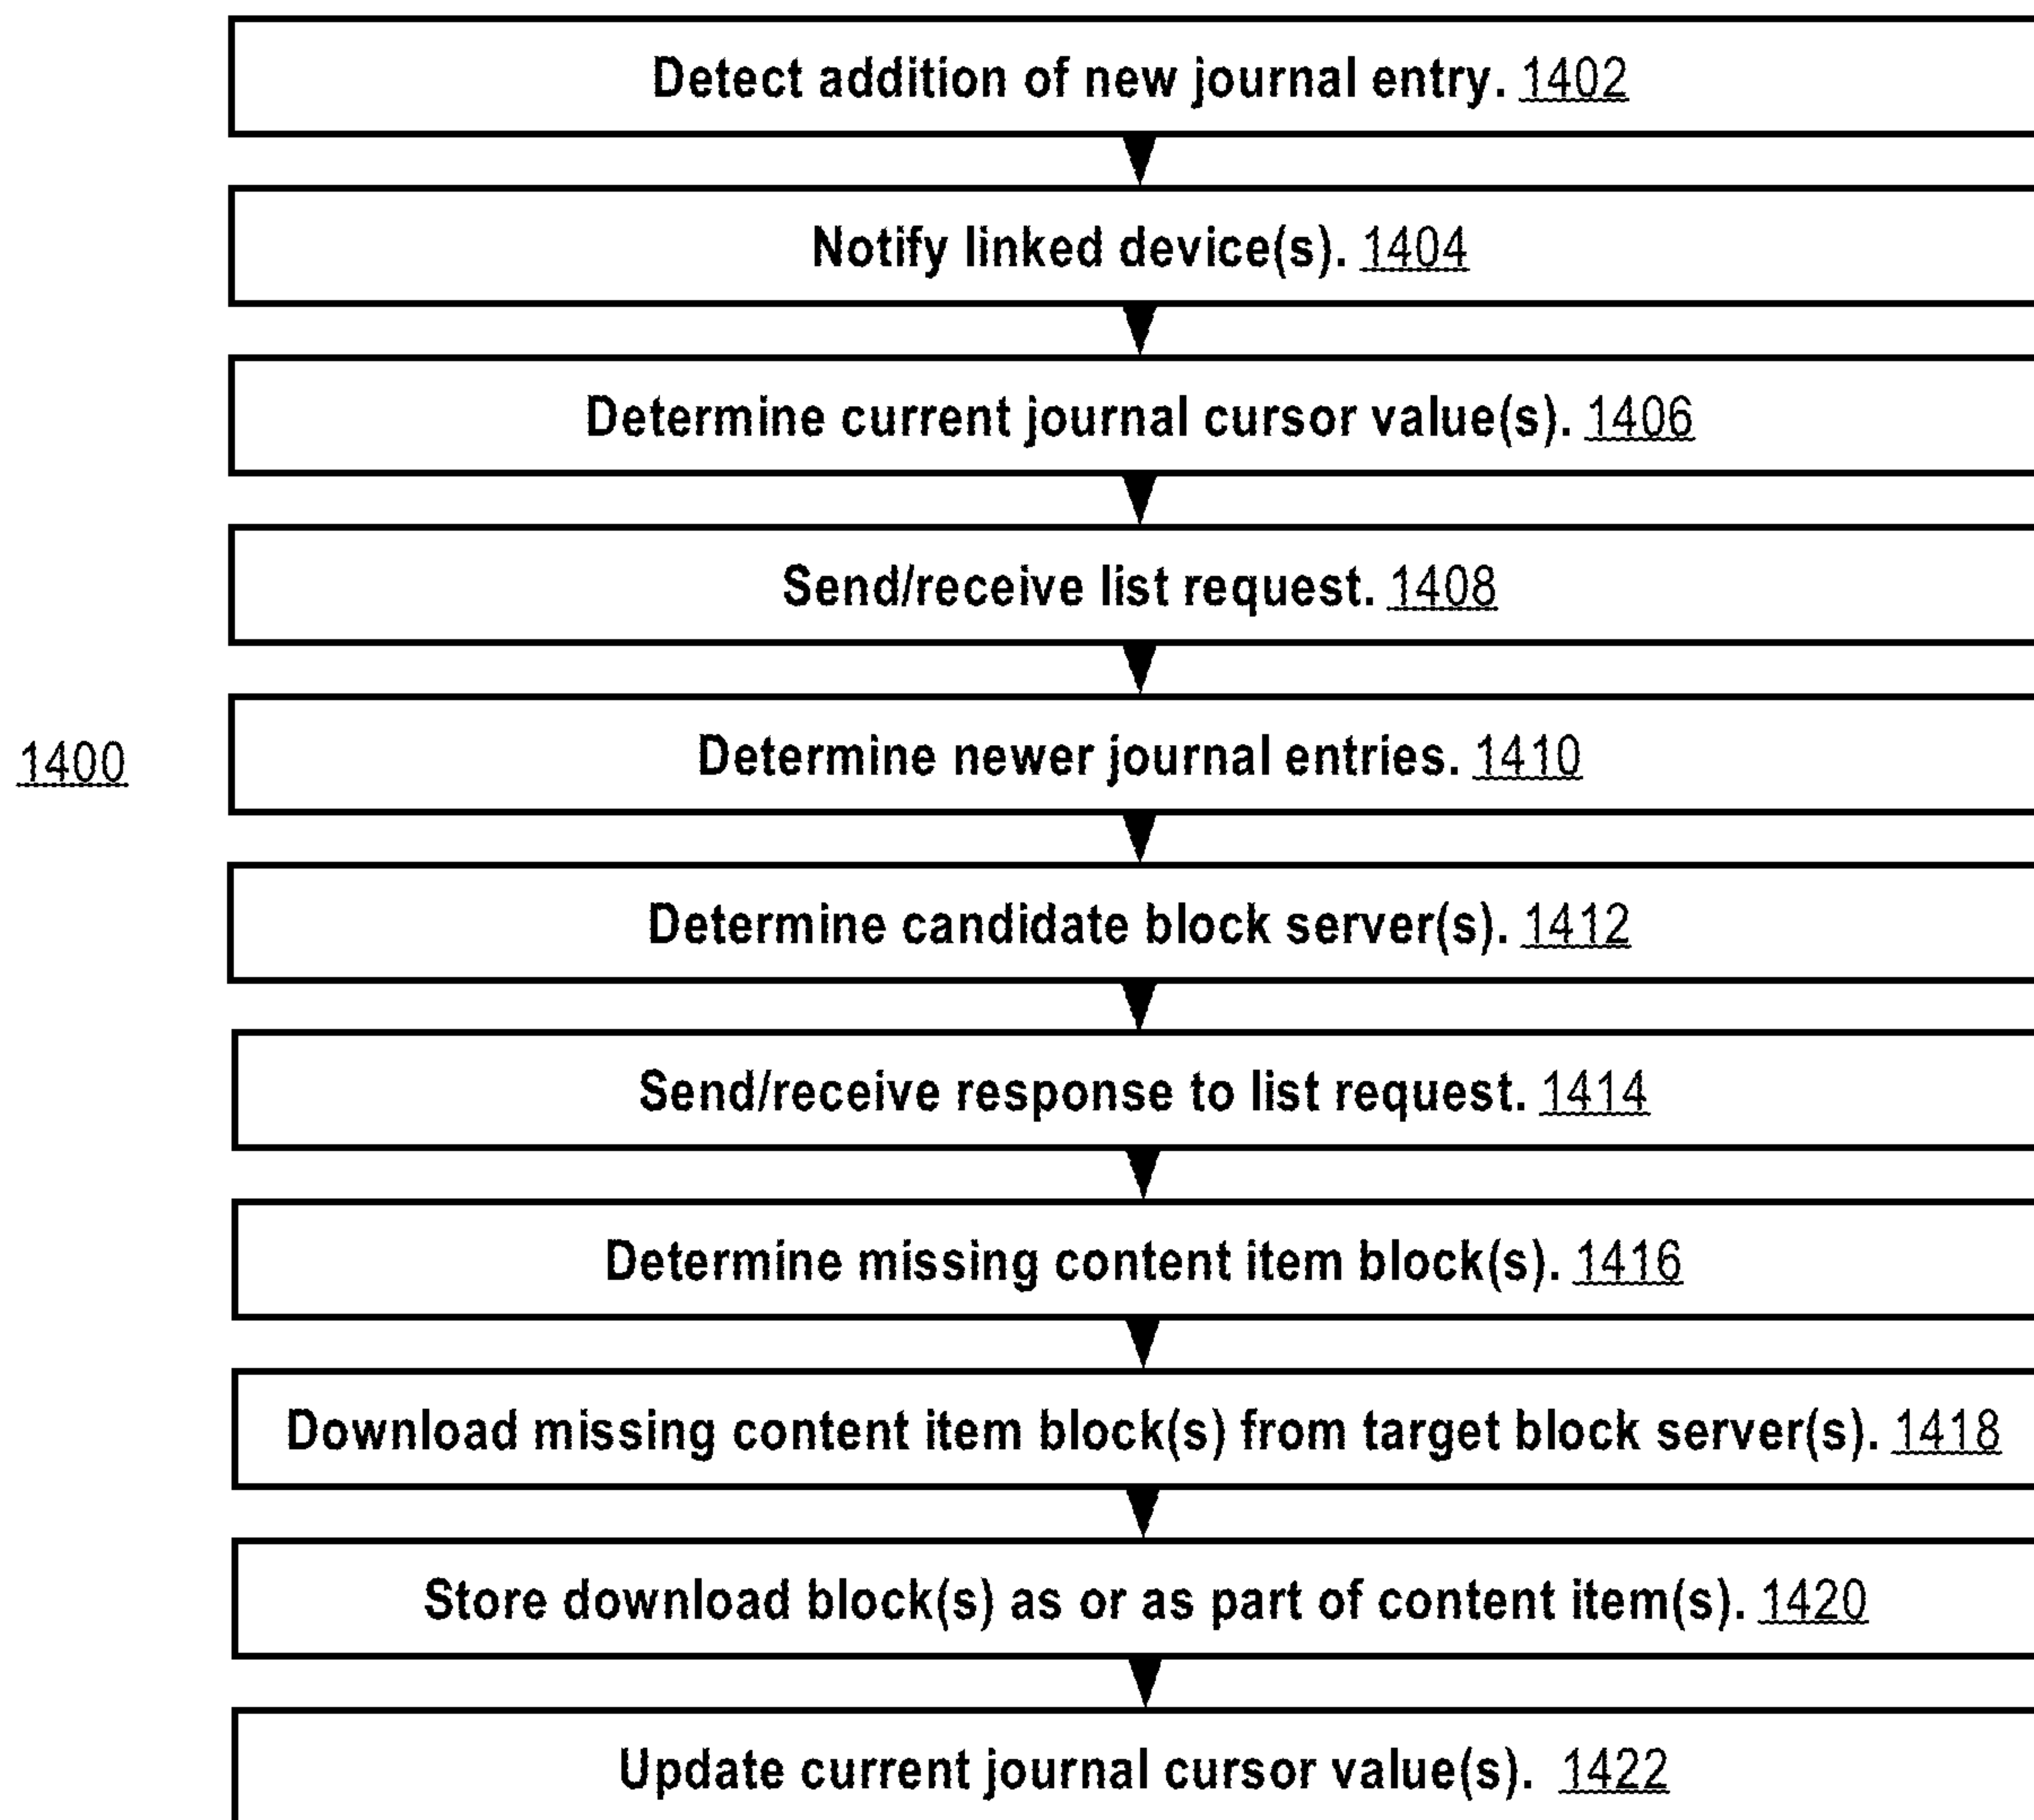 Detect addition of new journal entry. 1402
Notify linked device(s). 1404
Determine current journal cursor value(s). 1406
Send/receive list request. 1408
1400
Determine newer journal entries. 1410
Determine candidate block server(s). 1412
Send/receive response to list request. 1414
Determine missing content item block(s). 1416
Download missing content item block(s) from target block server(s). 1418
Store download block(s) as or as part of content item(s). 1420
Update current journal cursor value(s). 1422